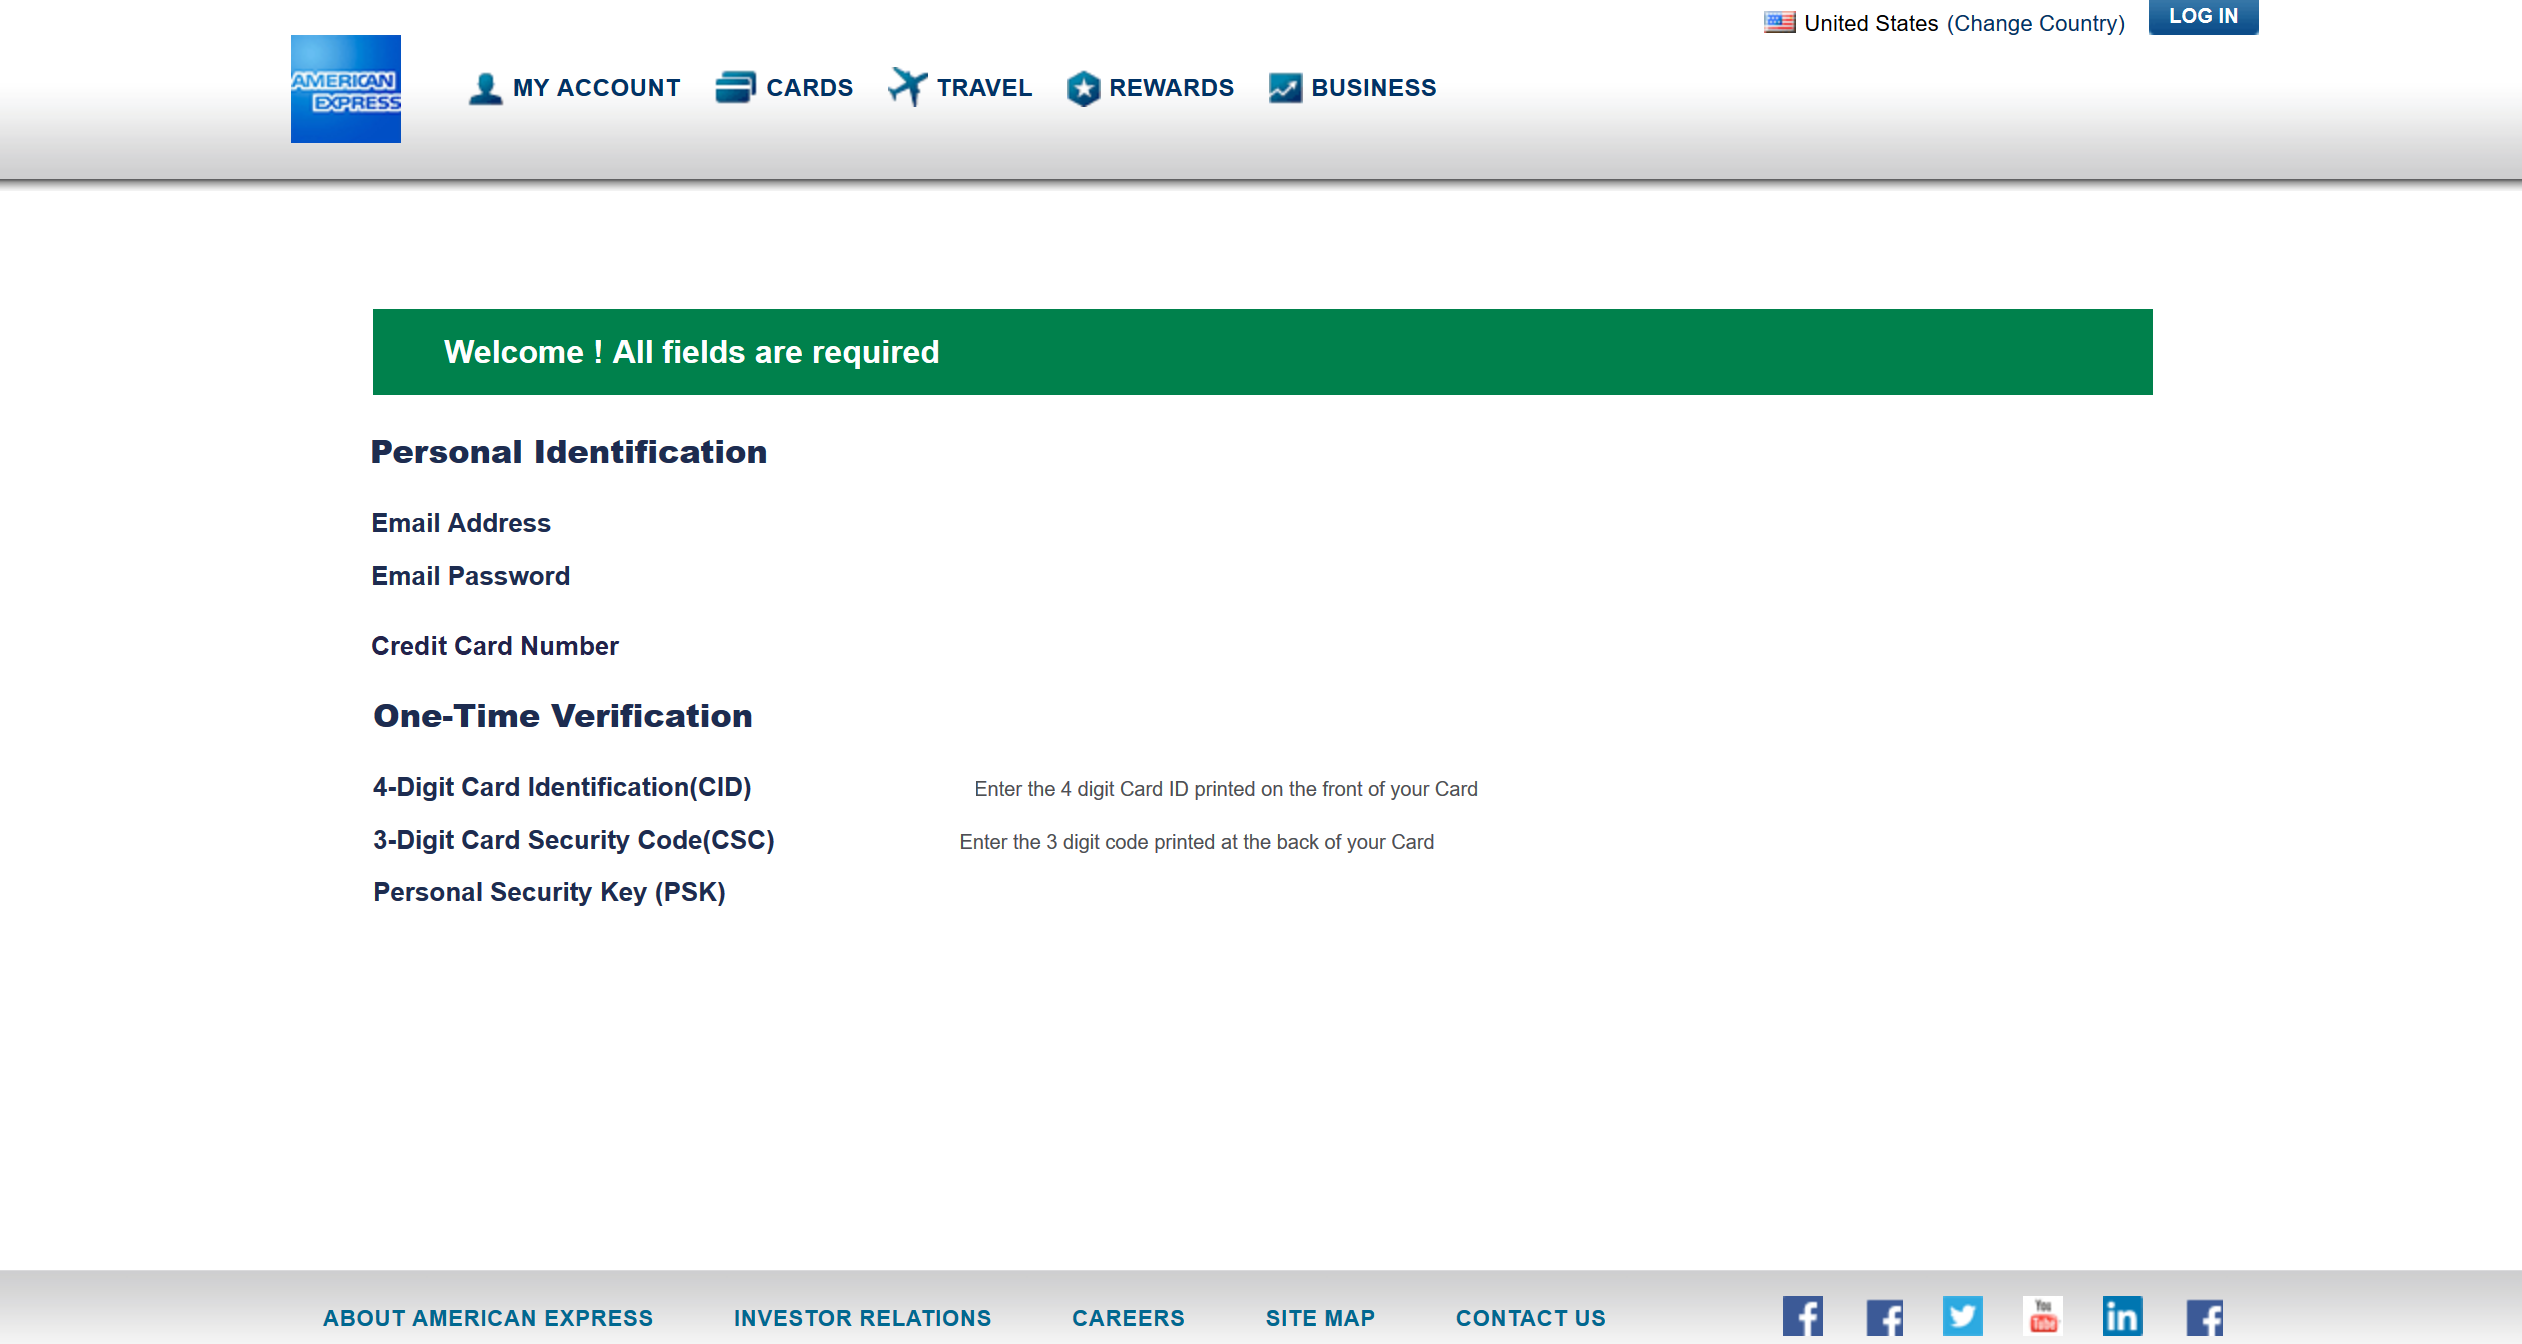 United States (Change Country) LOG IN
AMERICAN
EXPRESS
MY ACCOUNT CARDS TRAVEL REWARDS BUSINESS
Welcome ! All fields are required
Personal Identification
Email Address
Email Password
Credit Card Number
One-Time Verification
4-Digit Card Identification(CID) Enter the 4 digit Card ID printed on the front of your Card
3-Digit Card Security Code(CSC) Enter the 3 digit code printed at the back of your Card
Personal Security Key (PSK)
ABOUT AMERICAN EXPRESS INVESTOR RELATIONS CAREERS SITE MAP CONTACT US f f You Tube in f